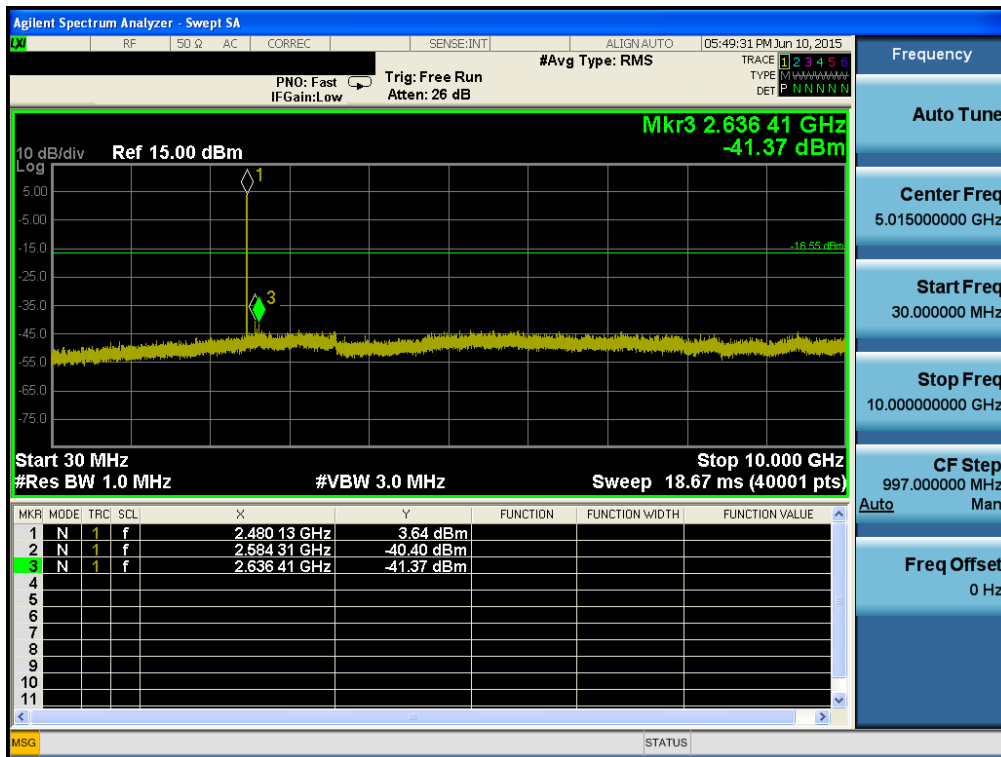 Agilent Spectrum Analyzer - Swept SA
LXI RF 50 Ω AC CORREC SENSE:INT ALIGN AUTO 05:49:31 PM Jun 10, 2015
PNO: Fast
IFGain:Low
Trig: Free Run
Atten: 26 dB
#Avg Type: RMS
TRACE 1 2 3 4 5 6
TYPE M
DET P N N N N N
Mkr3 2.636 41 GHz
-41.37 dBm
10 dB/div Ref 15.00 dBm
Log
1
5.00
-5.00
-15.0
-16.55 dBm
-25.0
3
-35.0
-45.0
-55.0
-65.0
-75.0
Start 30 MHz Stop 10.000 GHz
#Res BW 1.0 MHz #VBW 3.0 MHz Sweep 18.67 ms (40001 pts)
MKR MODE TRC SCL X Y FUNCTION FUNCTION WIDTH FUNCTION VALUE
1 N 1 f 2.480 13 GHz 3.64 dBm
2 N 1 f 2.584 31 GHz -40.40 dBm
3 N 1 f 2.636 41 GHz -41.37 dBm
4
5
6
7
8
9
10
11
MSG STATUS
Frequency
Auto Tune
Center Freq
5.015000000 GHz
Start Freq
30.000000 MHz
Stop Freq
10.000000000 GHz
CF Step
997.000000 MHz
Auto Man
Freq Offset
0 Hz